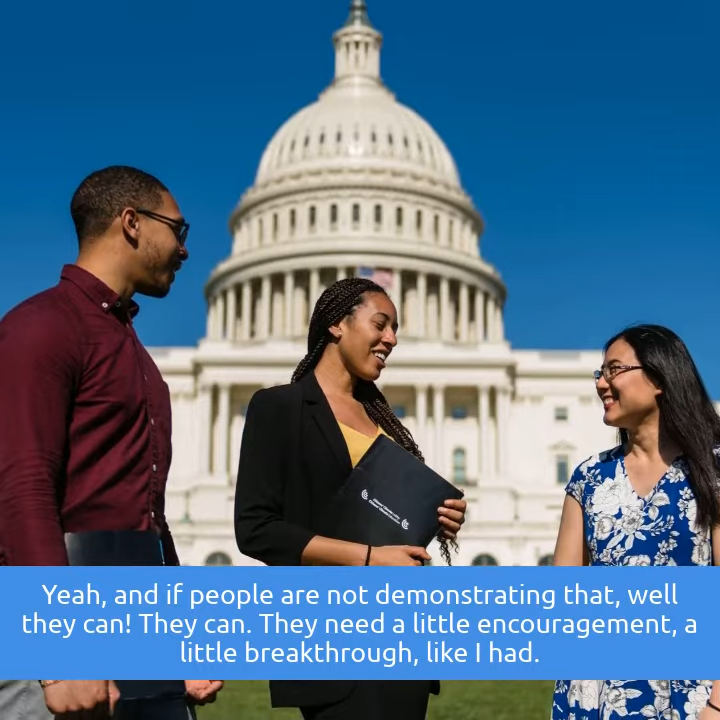 Yeah, and if people are not demonstrating that, well
they can! They can. They need a little encouragement, a
little breakthrough, like I had.